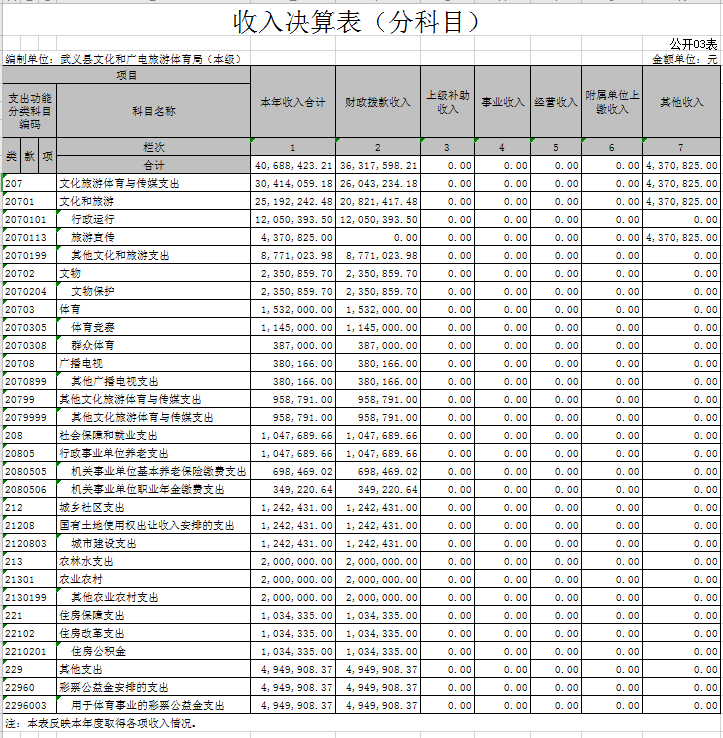 收入决算表（分科目）
公开03表
编制单位：武义县文化和广电旅游体育局（本级） 金额单位：元
项目 本年收入合计 财政拨款收入 上级补助收入 事业收入 经营收入 附属单位上缴收入 其他收入
支出功能分类科目编码 科目名称
类 款 项 栏次 1 2 3 4 5 6 7
合计 40,688,423.21 36,317,598.21 0.00 0.00 0.00 0.00 4,370,825.00
207 文化旅游体育与传媒支出 30,414,059.18 26,043,234.18 0.00 0.00 0.00 0.00 4,370,825.00
20701 文化和旅游 25,192,242.48 20,821,417.48 0.00 0.00 0.00 0.00 4,370,825.00
2070101 行政运行 12,050,393.50 12,050,393.50 0.00 0.00 0.00 0.00 0.00
2070113 旅游宣传 4,370,825.00 0.00 0.00 0.00 0.00 0.00 4,370,825.00
2070199 其他文化和旅游支出 8,771,023.98 8,771,023.98 0.00 0.00 0.00 0.00 0.00
20702 文物 2,350,859.70 2,350,859.70 0.00 0.00 0.00 0.00 0.00
2070204 文物保护 2,350,859.70 2,350,859.70 0.00 0.00 0.00 0.00 0.00
20703 体育 1,532,000.00 1,532,000.00 0.00 0.00 0.00 0.00 0.00
2070305 体育竞赛 1,145,000.00 1,145,000.00 0.00 0.00 0.00 0.00 0.00
2070308 群众体育 387,000.00 387,000.00 0.00 0.00 0.00 0.00 0.00
20708 广播电视 380,166.00 380,166.00 0.00 0.00 0.00 0.00 0.00
2070899 其他广播电视支出 380,166.00 380,166.00 0.00 0.00 0.00 0.00 0.00
20799 其他文化旅游体育与传媒支出 958,791.00 958,791.00 0.00 0.00 0.00 0.00 0.00
2079999 其他文化旅游体育与传媒支出 958,791.00 958,791.00 0.00 0.00 0.00 0.00 0.00
208 社会保障和就业支出 1,047,689.66 1,047,689.66 0.00 0.00 0.00 0.00 0.00
20805 行政事业单位养老支出 1,047,689.66 1,047,689.66 0.00 0.00 0.00 0.00 0.00
2080505 机关事业单位基本养老保险缴费支出 698,469.02 698,469.02 0.00 0.00 0.00 0.00 0.00
2080506 机关事业单位职业年金缴费支出 349,220.64 349,220.64 0.00 0.00 0.00 0.00 0.00
212 城乡社区支出 1,242,431.00 1,242,431.00 0.00 0.00 0.00 0.00 0.00
21208 国有土地使用权出让收入安排的支出 1,242,431.00 1,242,431.00 0.00 0.00 0.00 0.00 0.00
2120803 城市建设支出 1,242,431.00 1,242,431.00 0.00 0.00 0.00 0.00 0.00
213 农林水支出 2,000,000.00 2,000,000.00 0.00 0.00 0.00 0.00 0.00
21301 农业农村 2,000,000.00 2,000,000.00 0.00 0.00 0.00 0.00 0.00
2130199 其他农业农村支出 2,000,000.00 2,000,000.00 0.00 0.00 0.00 0.00 0.00
221 住房保障支出 1,034,335.00 1,034,335.00 0.00 0.00 0.00 0.00 0.00
22102 住房改革支出 1,034,335.00 1,034,335.00 0.00 0.00 0.00 0.00 0.00
2210201 住房公积金 1,034,335.00 1,034,335.00 0.00 0.00 0.00 0.00 0.00
229 其他支出 4,949,908.37 4,949,908.37 0.00 0.00 0.00 0.00 0.00
22960 彩票公益金安排的支出 4,949,908.37 4,949,908.37 0.00 0.00 0.00 0.00 0.00
2296003 用于体育事业的彩票公益金支出 4,949,908.37 4,949,908.37 0.00 0.00 0.00 0.00 0.00
注：本表反映本年度取得各项收入情况。